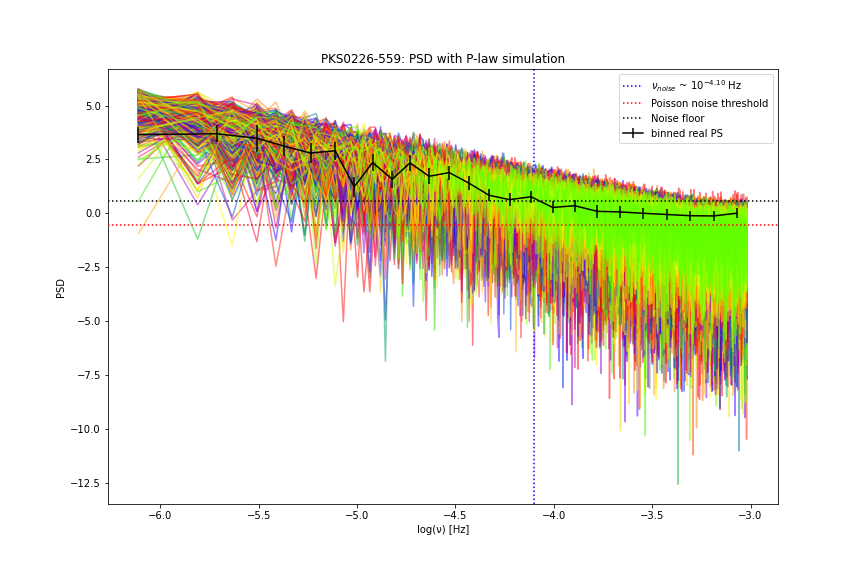 PKS0226-559: PSD with P-law simulation
ν_noise ~ 10^−4.10 Hz
Poisson noise threshold
Noise floor
binned real PS
PSD
5.0
2.5
0.0
−2.5
−5.0
−7.5
−10.0
−12.5
−6.0 −5.5 −5.0 −4.5 −4.0 −3.5 −3.0
log(ν) [Hz]